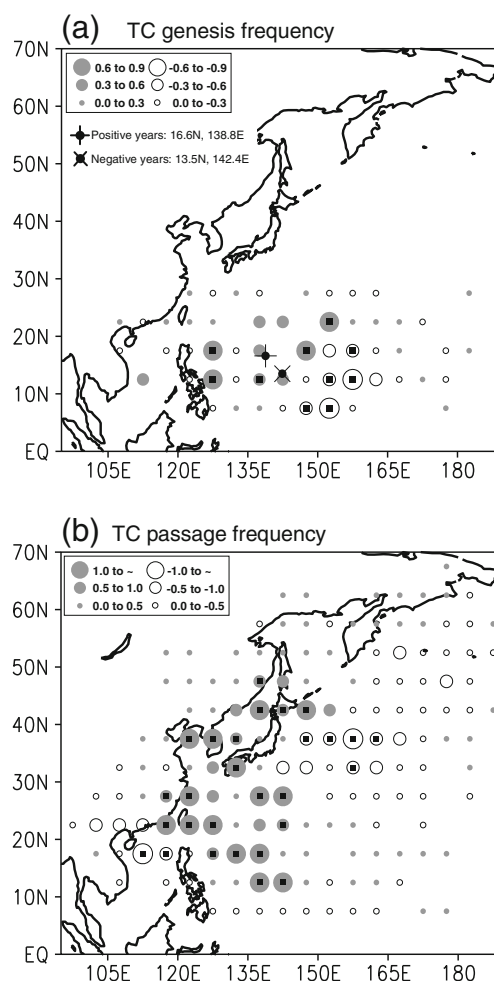 (a) TC genesis frequency
70N
0.6 to 0.9 -0.6 to -0.9
0.3 to 0.6 -0.3 to -0.6
0.0 to 0.3 0.0 to -0.3
60N
Positive years: 16.6N, 138.8E
Negative years: 13.5N, 142.4E
50N
40N
30N
20N
10N
EQ
105E 120E 135E 150E 165E 180
(b) TC passage frequency
70N
1.0 to ~ -1.0 to ~
0.5 to 1.0 -0.5 to -1.0
0.0 to 0.5 0.0 to -0.5
60N
50N
40N
30N
20N
10N
EQ
105E 120E 135E 150E 165E 180